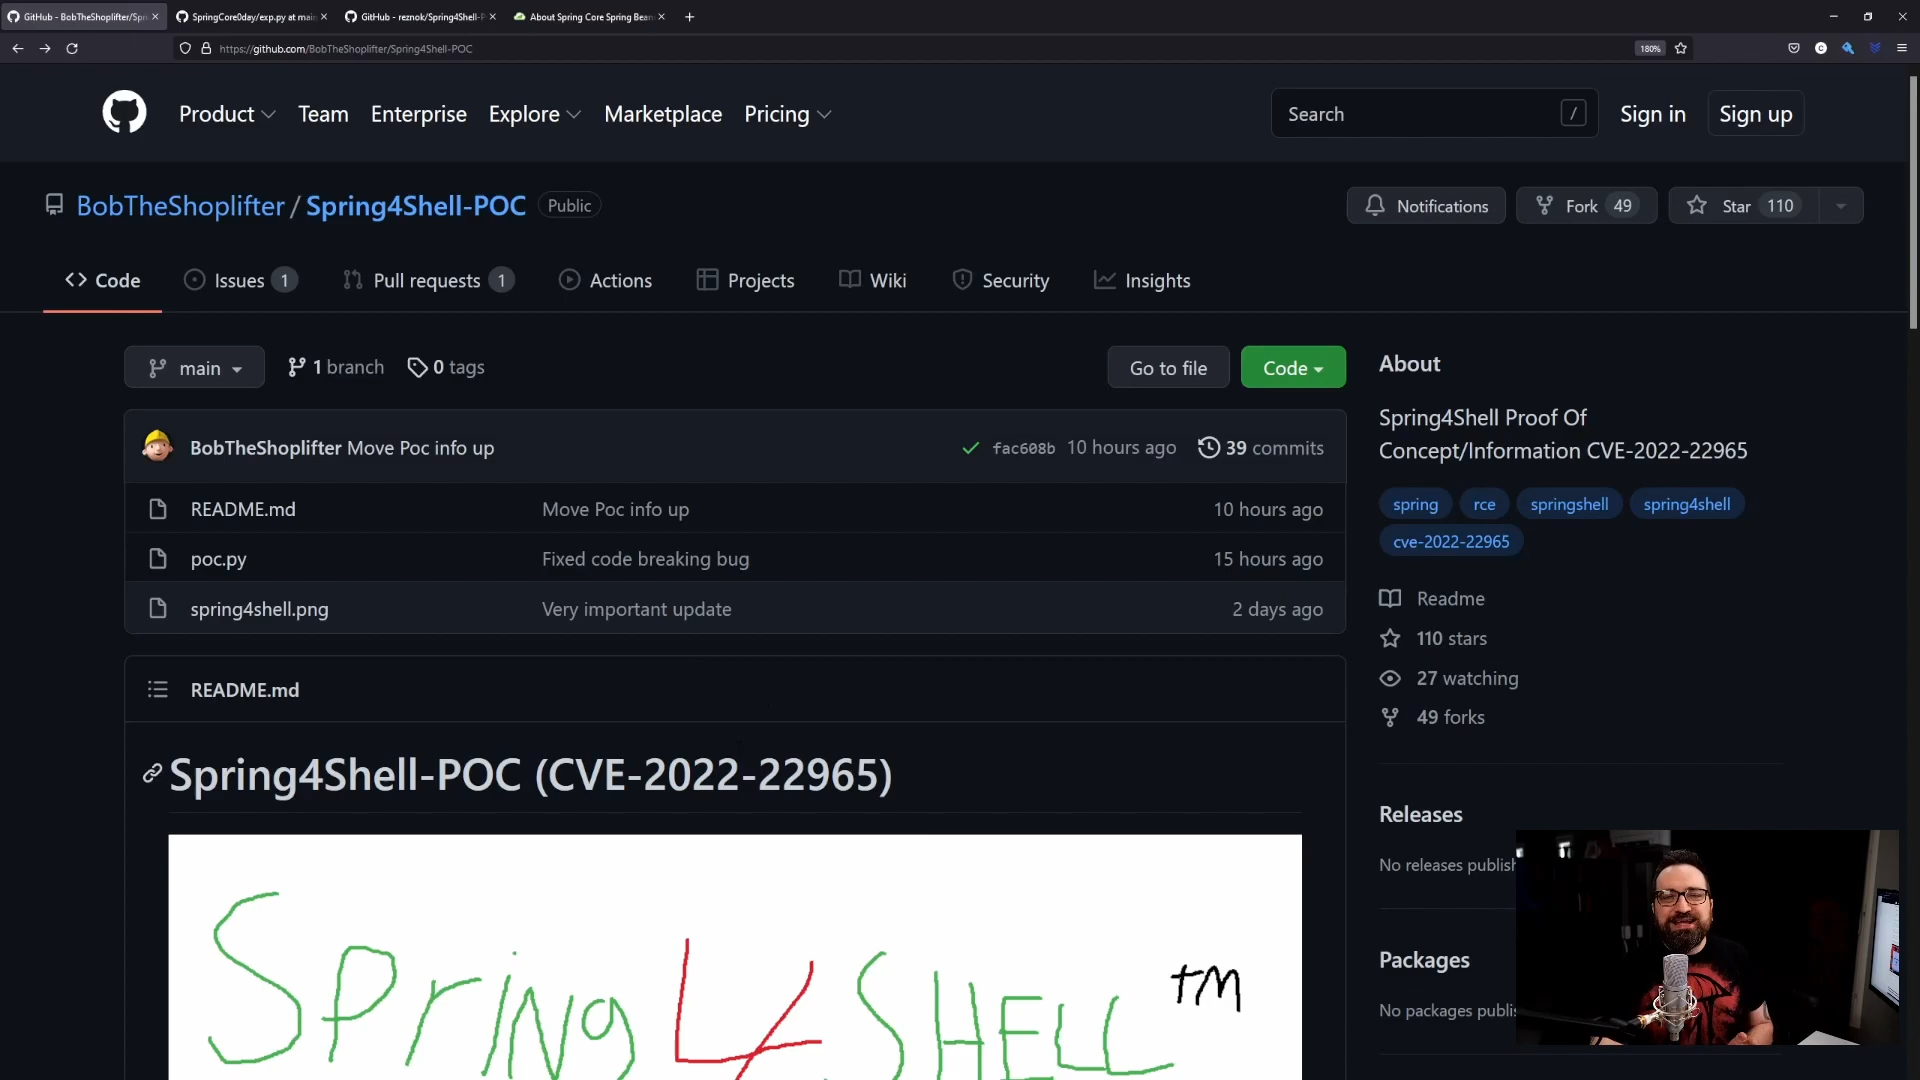 GitHub - BobTheShoplifter/Spri
SpringCore0day/exp.py at mai
GitHub - reznok/Spring4Shell-P
About Spring Core Spring Bean
https://github.com/BobTheShoplifter/Spring4Shell-POC
180%
Product
Team
Enterprise
Explore
Marketplace
Pricing
Search
/
Sign in
Sign up
BobTheShoplifter / Spring4Shell-POC
Public
Notifications
Fork 49
Star 110
Code
Issues 1
Pull requests 1
Actions
Projects
Wiki
Security
Insights
main
1 branch
0 tags
Go to file
Code
BobTheShoplifter Move Poc info up
fac608b 10 hours ago
39 commits
README.md Move Poc info up 10 hours ago
poc.py Fixed code breaking bug 15 hours ago
spring4shell.png Very important update 2 days ago
README.md
Spring4Shell-POC (CVE-2022-22965)
SPriNg 4 SHELL TM
About
Spring4Shell Proof Of
Concept/Information CVE-2022-22965
spring rce springshell spring4shell
cve-2022-22965
Readme
110 stars
27 watching
49 forks
Releases
No releases publish
Packages
No packages publis